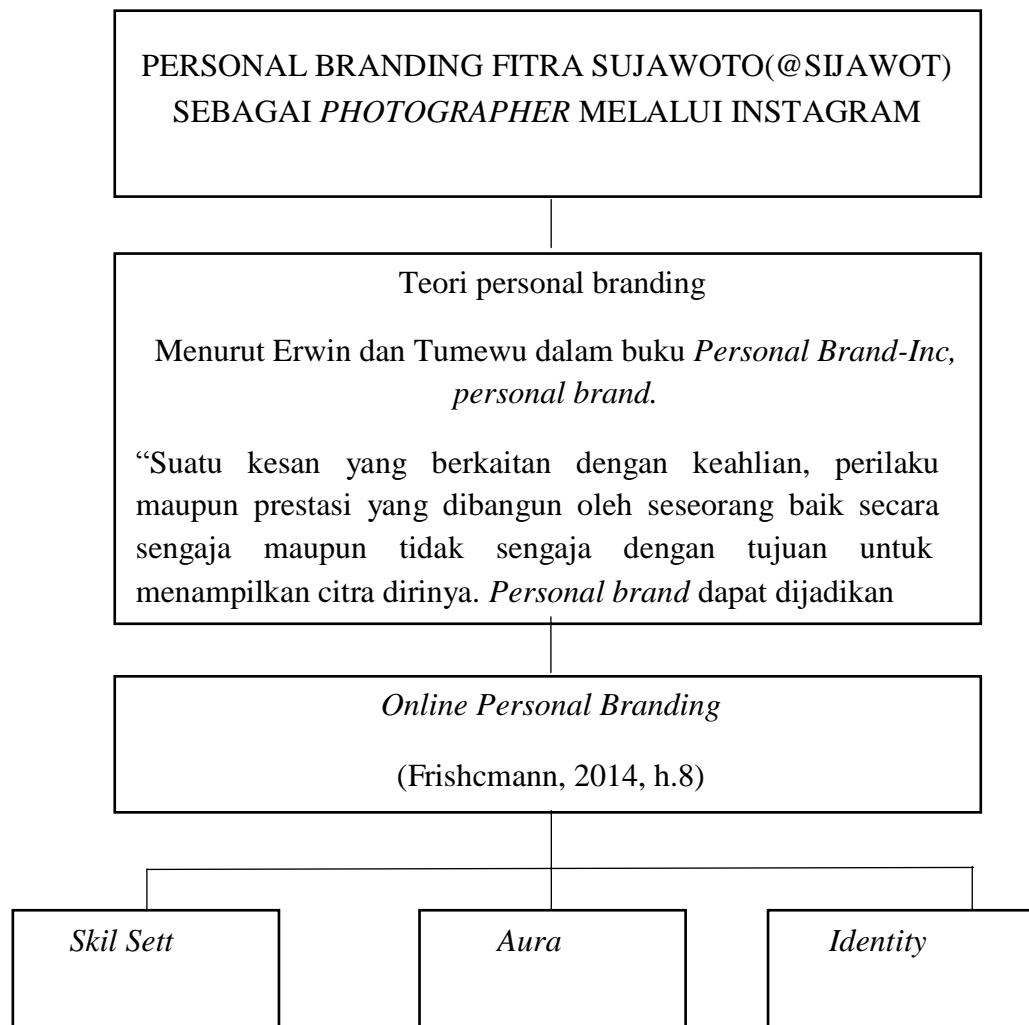 PERSONAL BRANDING FITRA SUJAWOTO(@SIJAWOT)
SEBAGAI PHOTOGRAPHER MELALUI INSTAGRAM
Teori personal branding
Menurut Erwin dan Tumewu dalam buku Personal Brand-Inc,
personal brand.
“Suatu kesan yang berkaitan dengan keahlian, perilaku
maupun prestasi yang dibangun oleh seseorang baik secara
sengaja maupun tidak sengaja dengan tujuan untuk
menampilkan citra dirinya. Personal brand dapat dijadikan
Online Personal Branding
(Frishcmann, 2014, h.8)
Skil Sett
Aura
Identity